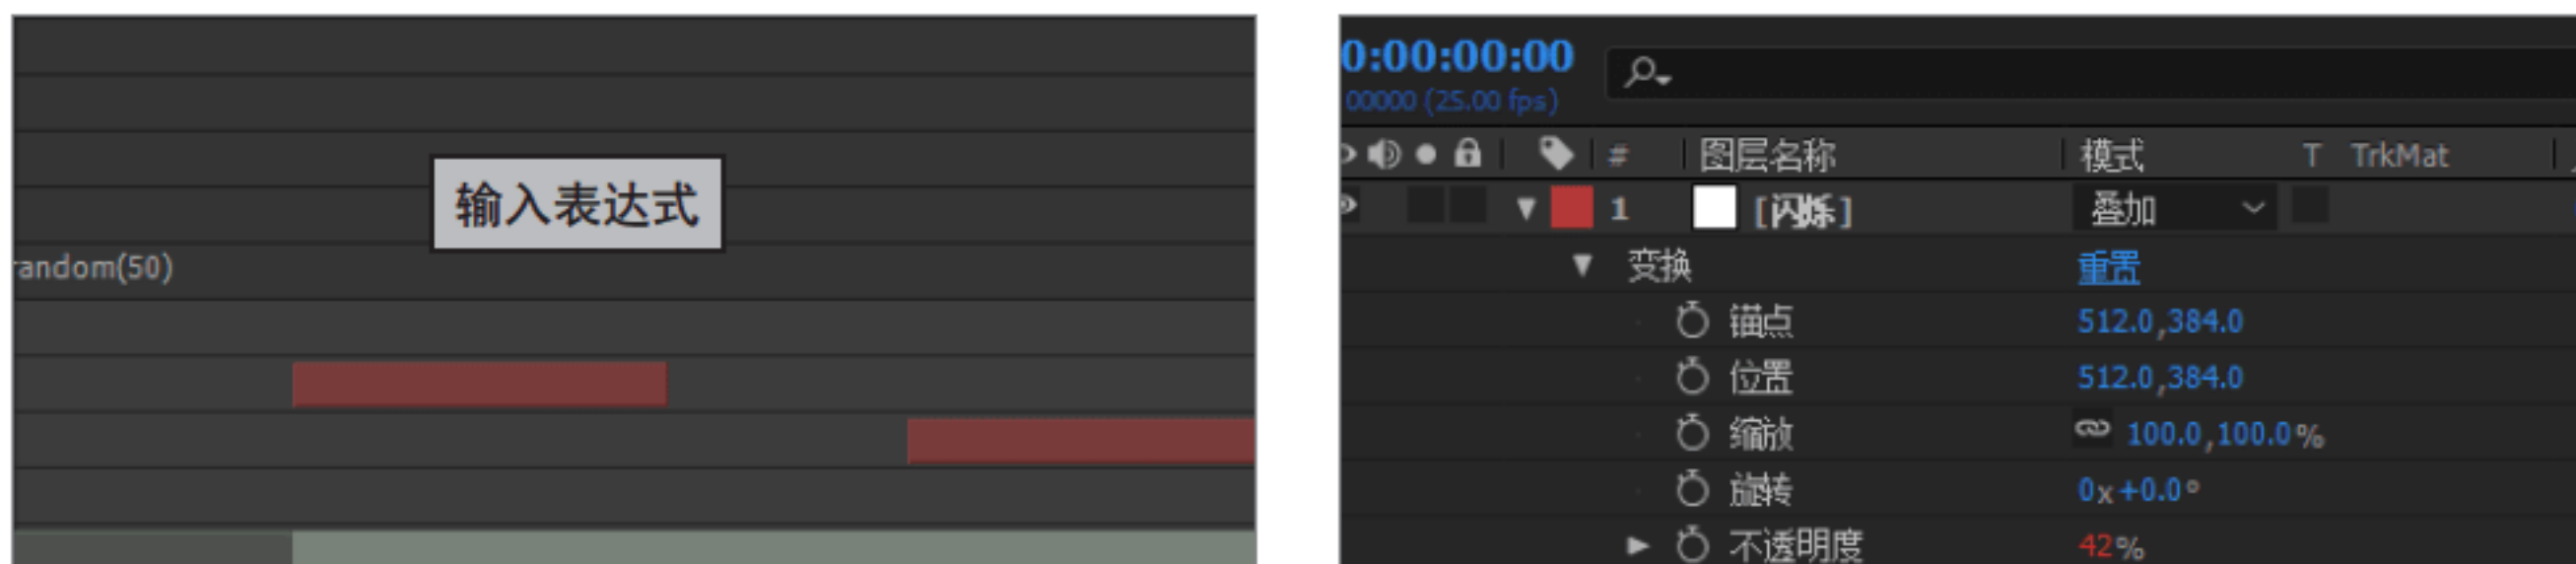 输入表达式
random(50)
0:00:00:00
00000 (25.00 fps)
# 图层名称 模式 T TrkMat
1 [闪烁] 叠加
变换 重置
锚点 512.0,384.0
位置 512.0,384.0
缩放 100.0,100.0%
旋转 0x+0.0°
不透明度 42%